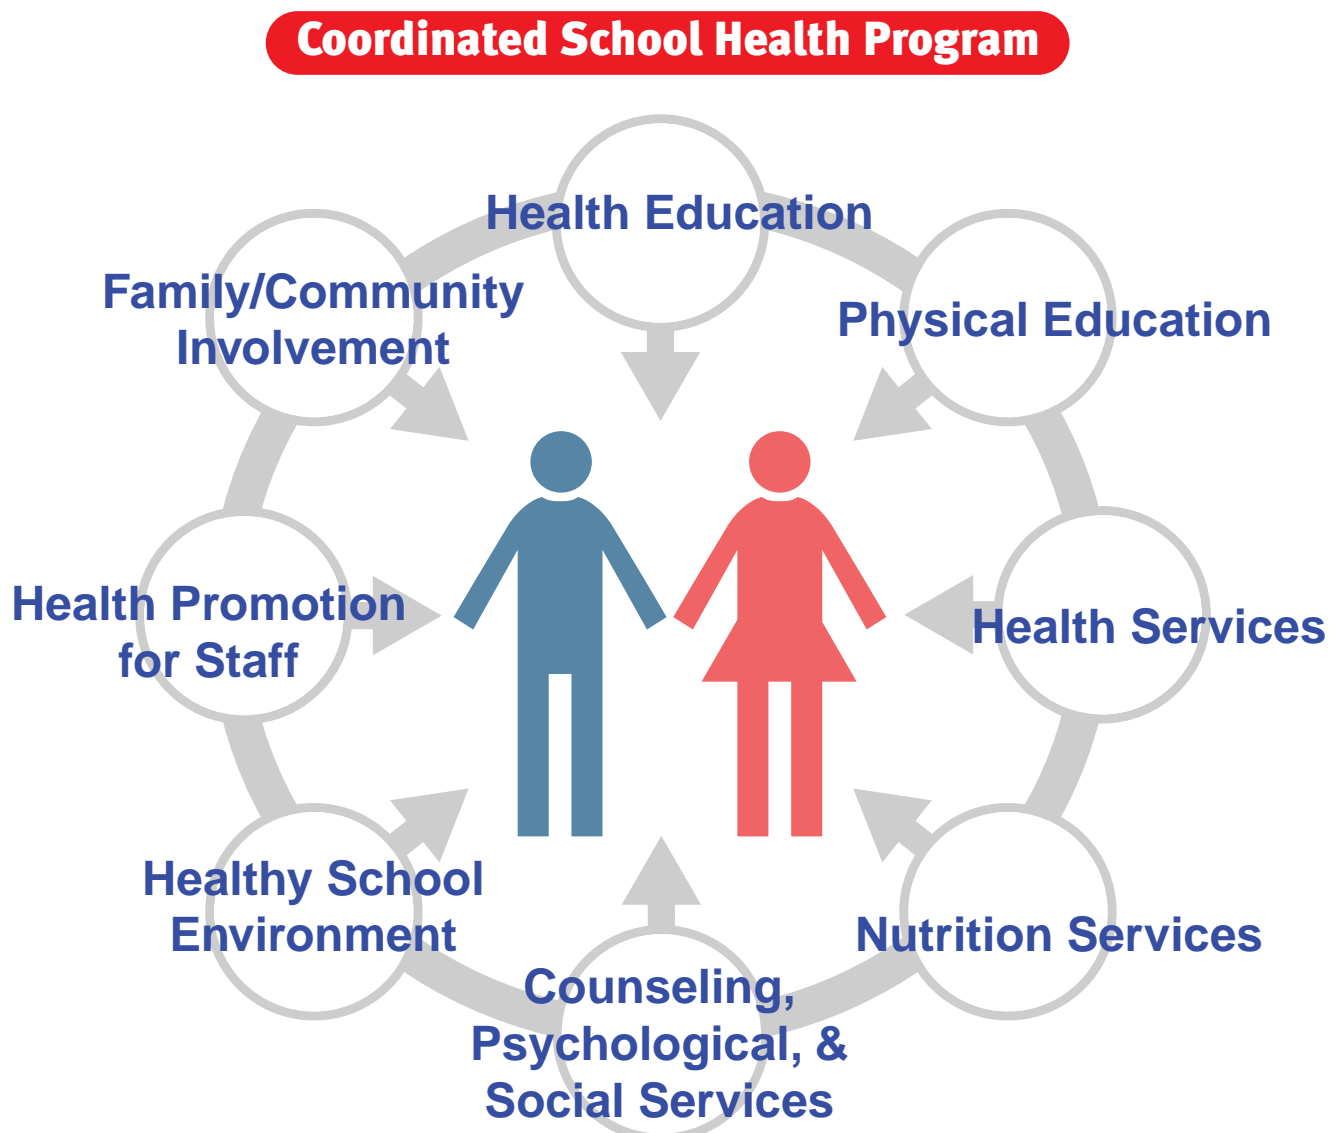 Coordinated School Health Program
Health Education
Physical Education
Health Services
Nutrition Services
Counseling,
Psychological, &
Social Services
Healthy School
Environment
Health Promotion
for Staff
Family/Community
Involvement